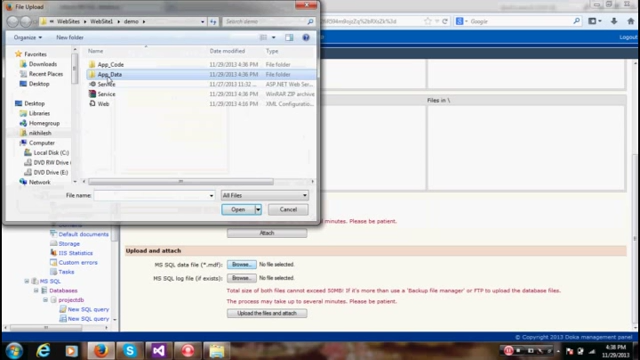 File Upload
WebSites ▸ WebSite1 ▸ demo ▸
Search demo
Logout
Organize
New folder
Favorites
Downloads
Recent Places
Desktop
Desktop
Libraries
Homegroup
nikhilesh
Computer
Local Disk (C:)
DVD RW Drive
DVD Drive (E:)
Network
Name
Date modified
Type
App_Code
11/29/2013 4:36 PM
File folder
App_Data
11/29/2013 4:36 PM
File folder
Service
11/27/2013 11:32
ASP.NET Web Ser
Service
11/29/2013 4:36 PM
WinRAR ZIP archive
Web
11/29/2013 4:16 PM
XML Configuratio
File name:
All Files
Open
Cancel
Files in \
minutes. Please be patient.
Attach
Upload and attach
MS SQL data file (*.mdf)
Browse...
No file selected.
MS SQL log file (if exists)
Browse...
No file selected.
Total size of both files cannot exceed 50MB! If it's more than use a 'Backup file manager' or FTP to upload the database files.
The process may take up to several minutes. Please be patient.
Upload the files and attach
Default documents
Storage
IIS Statistics
Custom errors
Tasks
MS SQL
Databases
projectdb
New SQL query
New SQL query
Copyright © 2013 Doka management panel
4:38 PM
11/29/2013